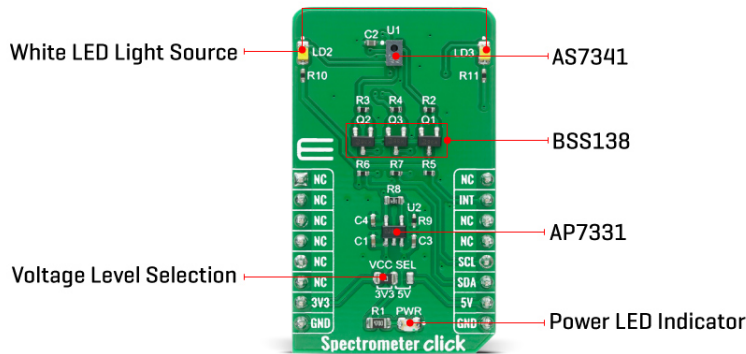 White LED Light Source
AS7341
BSS138
AP7331
Voltage Level Selection
Power LED Indicator
C2
U1
LD2
LD3
R10
R11
R3 R4 R2
Q2 Q3 Q1
R6 R7 R5
R8
U2
C4
R9
C1
C3
VCC SEL
3V3 5V
R1
PWR
NC
NC
NC
NC
NC
NC
3V3
GND
NC
INT
NC
NC
SCL
SDA
5V
GND
Spectrometer click